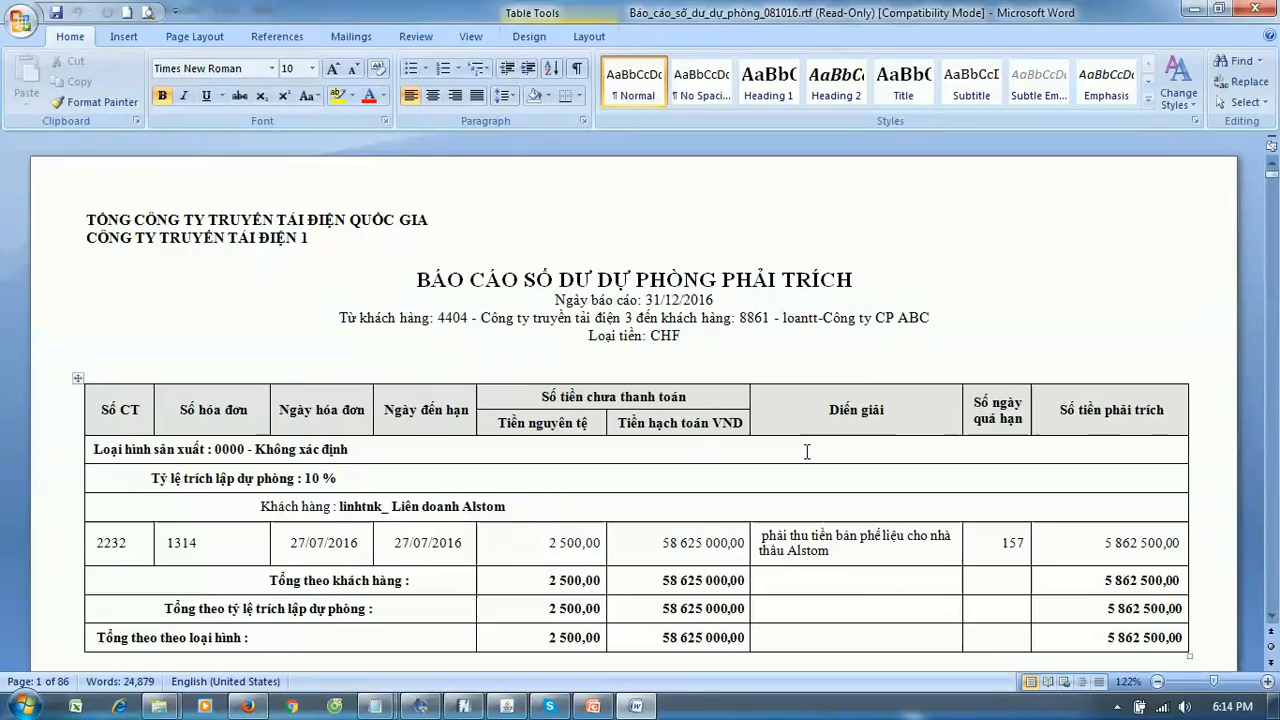 Table Tools
Báo_cáo_số_dư_dự_phòng_081016.rtf (Read-Only) [Compatibility Mode] - Microsoft Word
Home Insert Page Layout References Mailings Review View Design Layout
Paste
Cut
Copy
Format Painter
Clipboard
Times New Roman 10
Font
Paragraph
AaBbCcDc AaBbCcDc AaBbC AaBbC AaBbC AaBbCcI AaBbCcDc AaBbCcDc
¶ Normal ¶ No Spaci... Heading 1 Heading 2 Title Subtitle Subtle Em... Emphasis
Change Styles
Styles
Find
Replace
Select
Editing
TỔNG CÔNG TY TRUYỀN TẢI ĐIỆN QUỐC GIA
CÔNG TY TRUYỀN TẢI ĐIỆN 1
BÁO CÁO SỐ DƯ DỰ PHÒNG PHẢI TRÍCH
Ngày báo cáo: 31/12/2016
Từ khách hàng: 4404 - Công ty truyền tải điện 3 đến khách hàng: 8861 - loantt-Công ty CP ABC
Loại tiền: CHF
Số CT Số hóa đơn Ngày hóa đơn Ngày đến hạn Số tiền chưa thanh toán Diễn giải Số ngày quá hạn Số tiền phải trích
Tiền nguyên tệ Tiền hạch toán VND
Loại hình sản xuất : 0000 - Không xác định
Tỷ lệ trích lập dự phòng : 10 %
Khách hàng : linhtnk_ Liên doanh Alstom
2232 1314 27/07/2016 27/07/2016 2 500,00 58 625 000,00 phải thu tiền bán phế liệu cho nhà thầu Alstom 157 5 862 500,00
Tổng theo khách hàng : 2 500,00 58 625 000,00 5 862 500,00
Tổng theo tỷ lệ trích lập dự phòng : 2 500,00 58 625 000,00 5 862 500,00
Tổng theo theo loại hình : 2 500,00 58 625 000,00 5 862 500,00
Page: 1 of 86 Words: 24,879 English (United States) 122%
6:14 PM